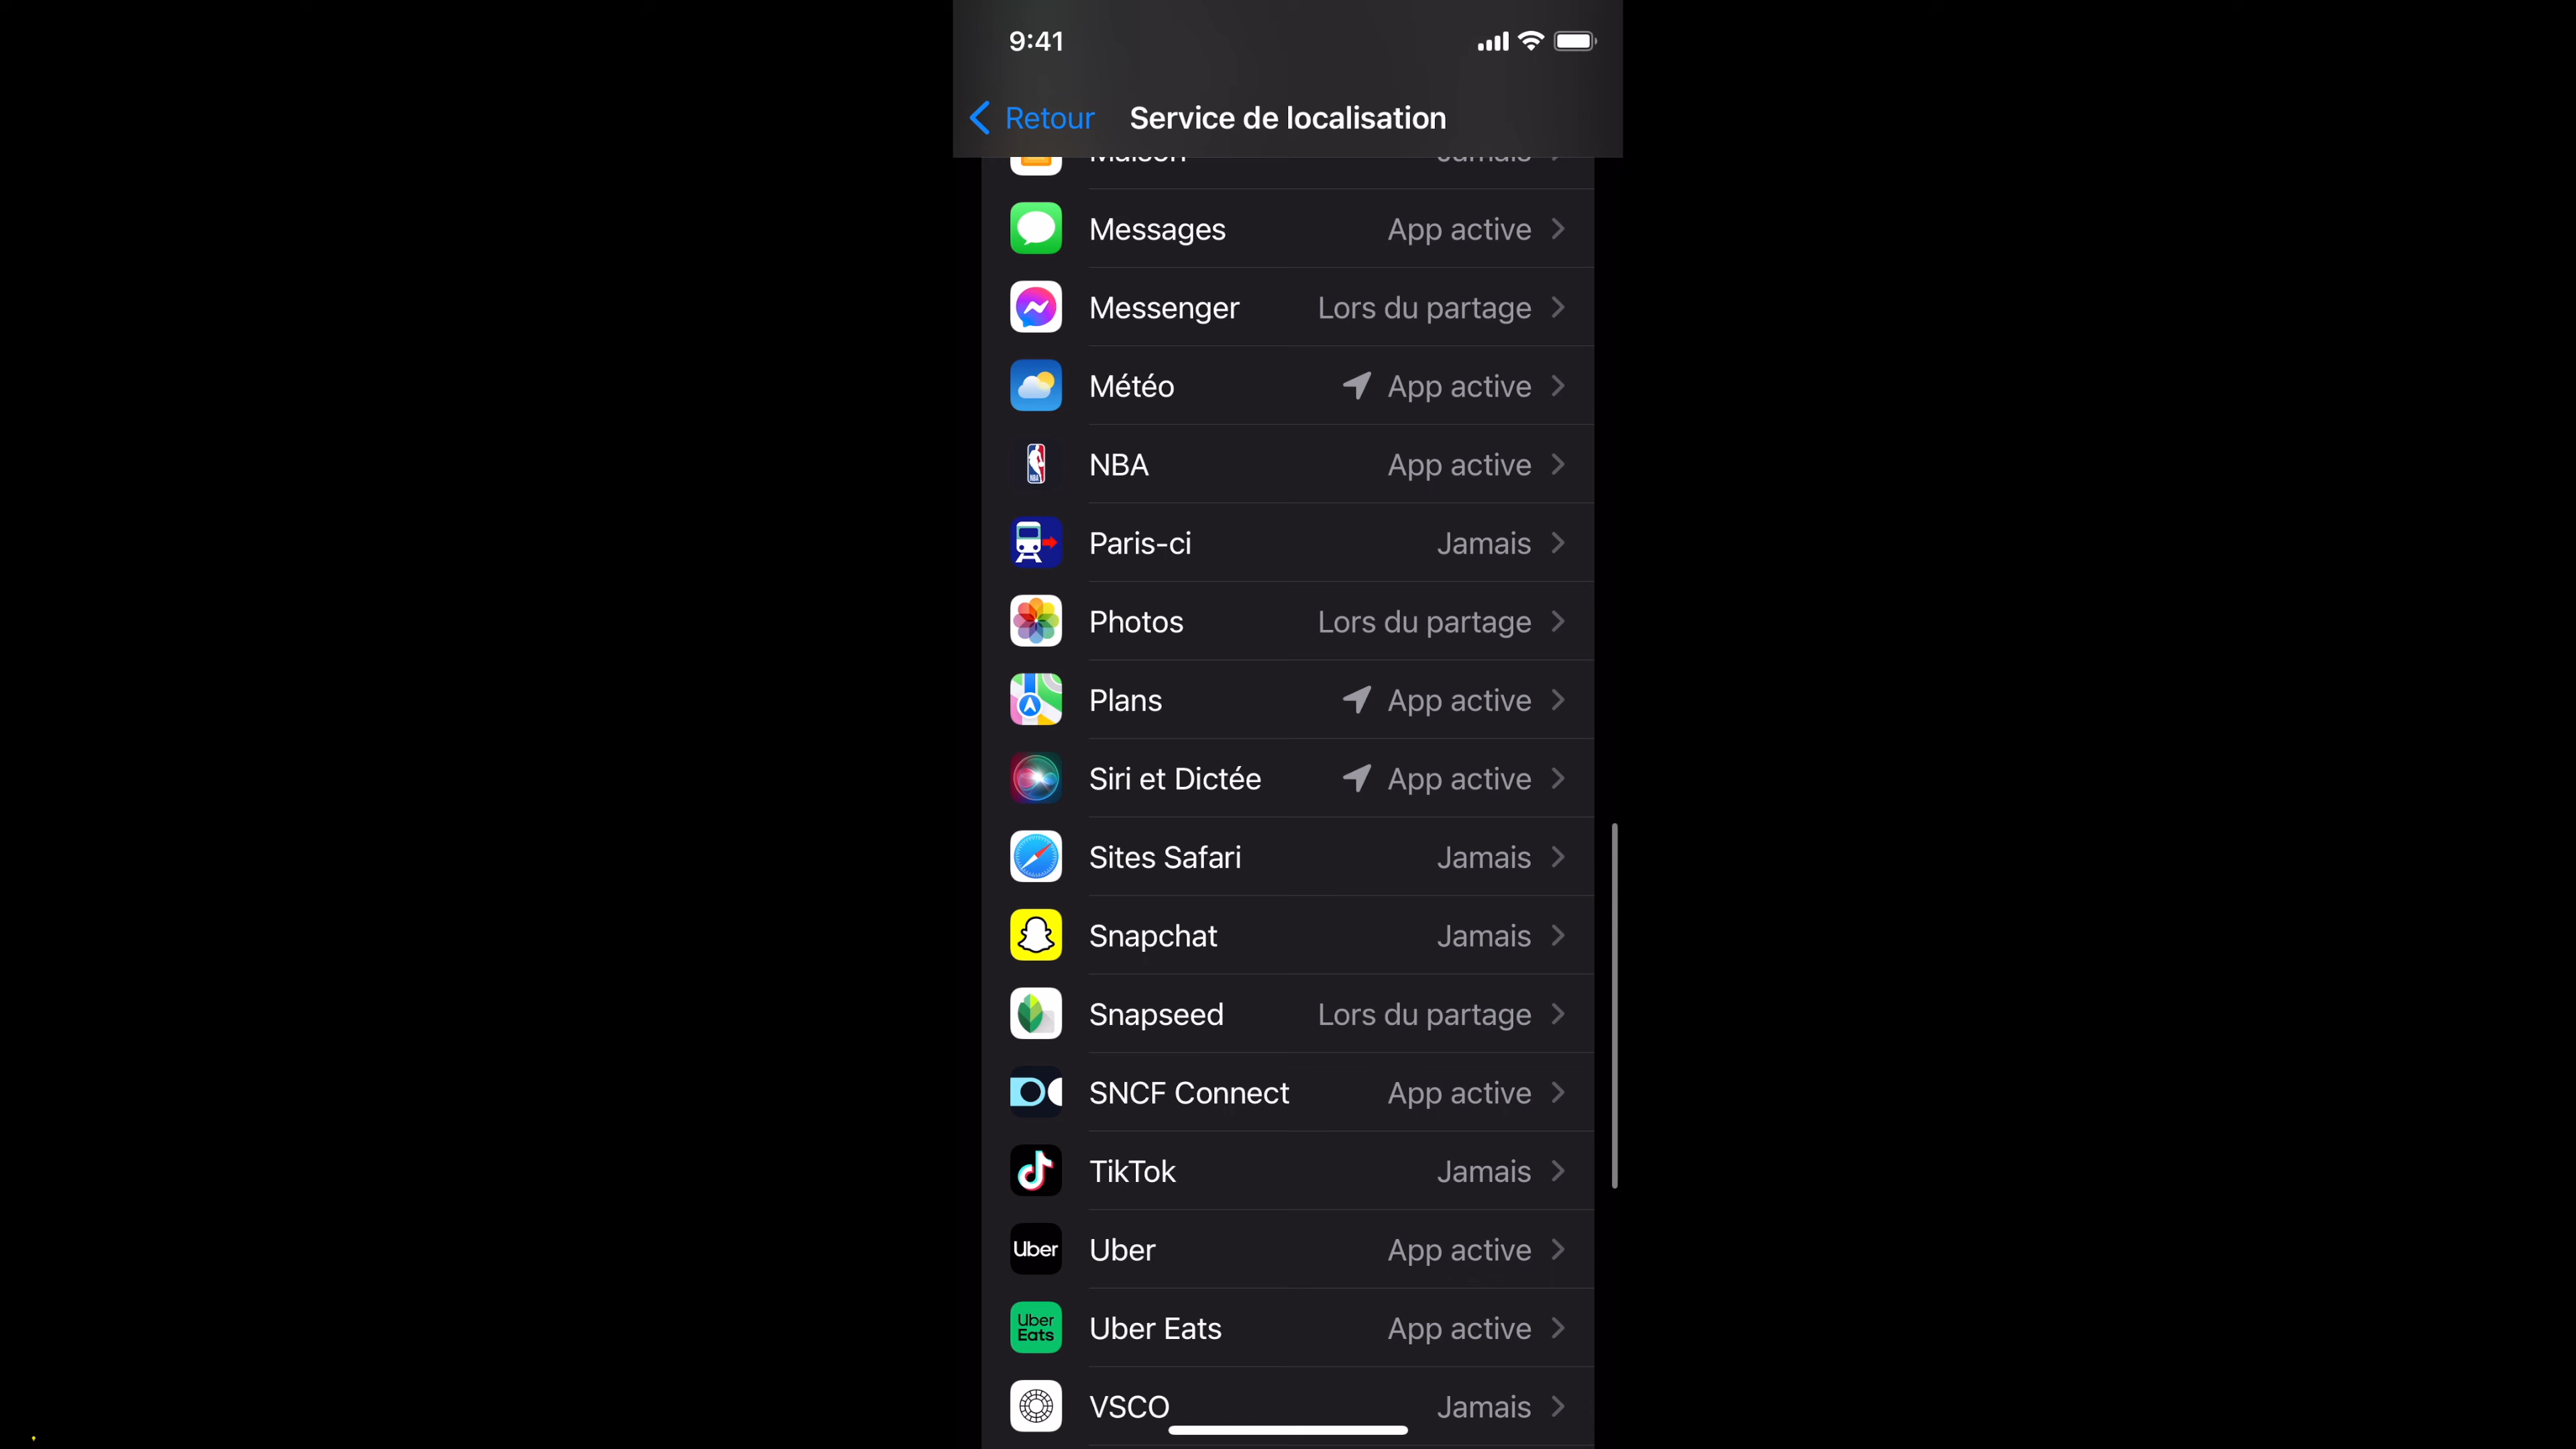 9:41
Retour Service de localisation
Maison Jamais
Messages App active
Messenger Lors du partage
Météo App active
NBA App active
Paris-ci Jamais
Photos Lors du partage
Plans App active
Siri et Dictée App active
Sites Safari Jamais
Snapchat Jamais
Snapseed Lors du partage
SNCF Connect App active
TikTok Jamais
Uber Uber App active
Uber
Eats Uber Eats App active
VSCO Jamais